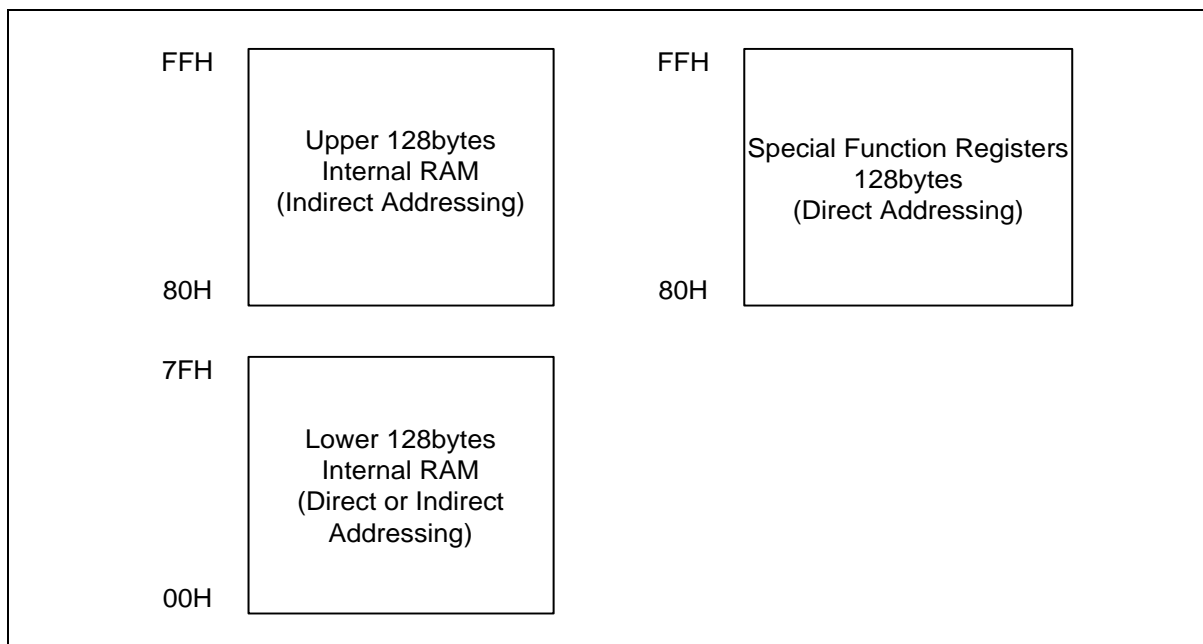 FFH
Upper 128bytes
Internal RAM
(Indirect Addressing)
80H
FFH
Special Function Registers
128bytes
(Direct Addressing)
80H
7FH
Lower 128bytes
Internal RAM
(Direct or Indirect
Addressing)
00H